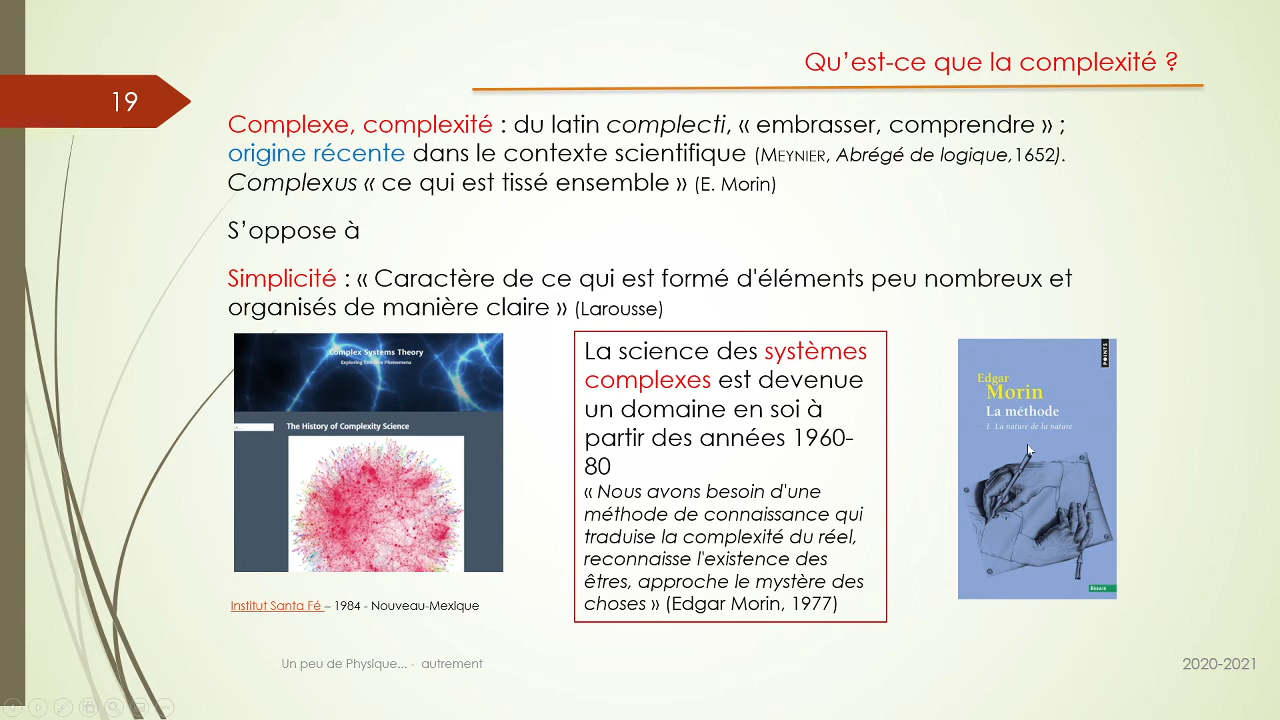 Qu’est-ce que la complexité ?
19
Complexe, complexité : du latin complecti, « embrasser, comprendre » ;
origine récente dans le contexte scientifique (MEYNIER, Abrégé de logique,1652).
Complexus « ce qui est tissé ensemble » (E. Morin)
S’oppose à
Simplicité : « Caractère de ce qui est formé d'éléments peu nombreux et
organisés de manière claire » (Larousse)
Complex Systems Theory
The History of Complexity Science
Institut Santa Fé – 1984 - Nouveau-Mexique
La science des systèmes
complexes est devenue
un domaine en soi à
partir des années 1960-
80
« Nous avons besoin d'une
méthode de connaissance qui
traduise la complexité du réel,
reconnaisse l'existence des
êtres, approche le mystère des
choses » (Edgar Morin, 1977)
POINTS
Edgar
Morin
La méthode
1. La nature de la nature
ESSAIS
Un peu de Physique... - autrement
2020-2021